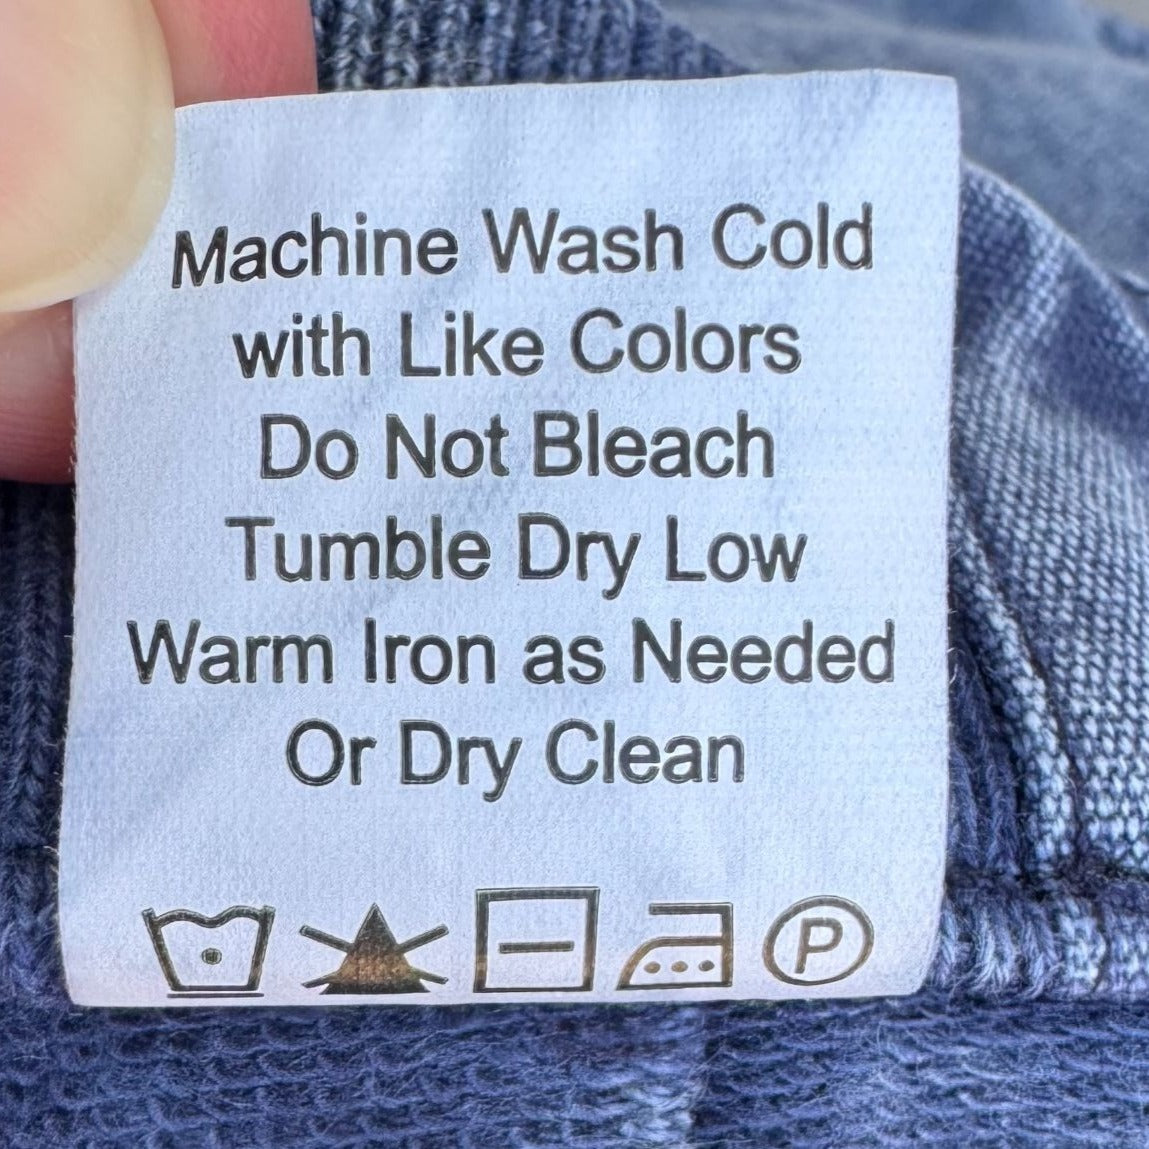 Machine Wash Cold
with Like Colors
Do Not Bleach
Tumble Dry Low
Warm Iron as Needed
Or Dry Clean
P